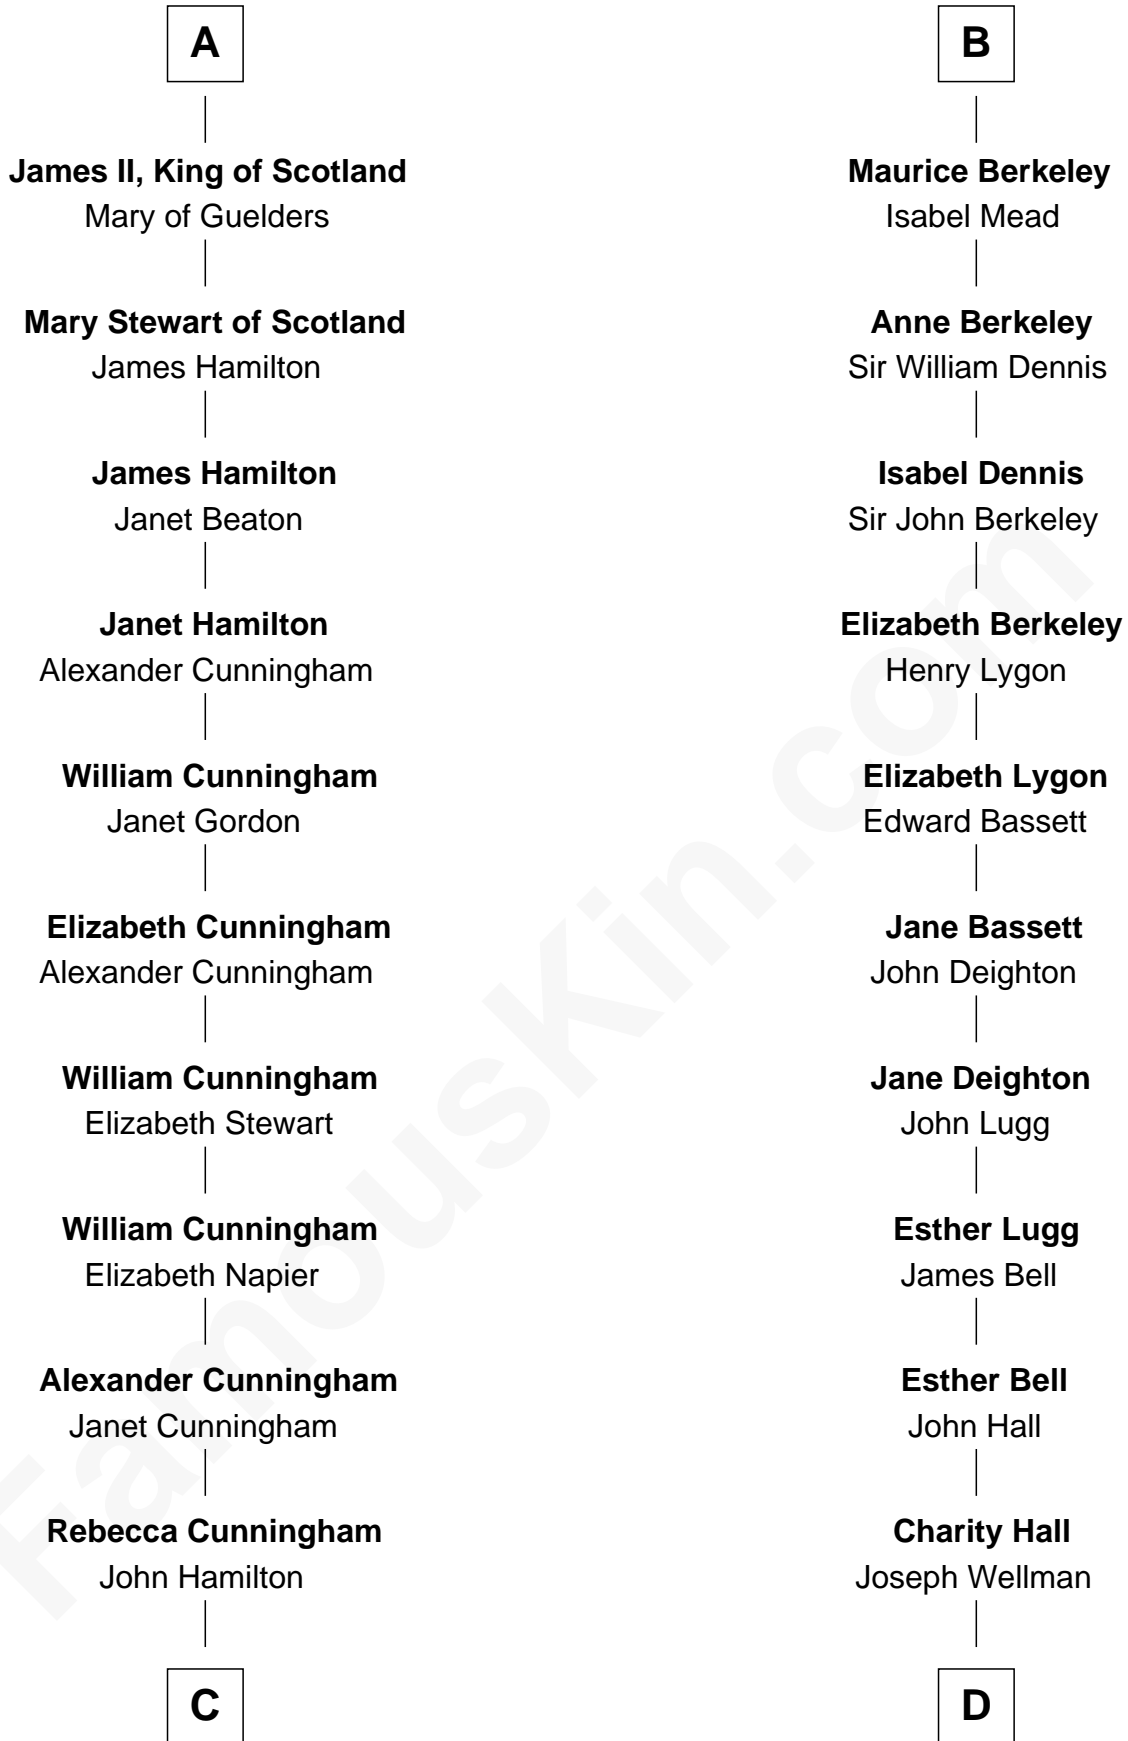 A
James II, King of Scotland
Mary of Guelders
Mary Stewart of Scotland
James Hamilton
James Hamilton
Janet Beaton
Janet Hamilton
Alexander Cunningham
William Cunningham
Janet Gordon
Elizabeth Cunningham
Alexander Cunningham
William Cunningham
Elizabeth Stewart
William Cunningham
Elizabeth Napier
Alexander Cunningham
Janet Cunningham
Rebecca Cunningham
John Hamilton
C
B
Maurice Berkeley
Isabel Mead
Anne Berkeley
Sir William Dennis
Isabel Dennis
Sir John Berkeley
Elizabeth Berkeley
Henry Lygon
Elizabeth Lygon
Edward Bassett
Jane Bassett
John Deighton
Jane Deighton
John Lugg
Esther Lugg
James Bell
Esther Bell
John Hall
Charity Hall
Joseph Wellman
D
FamousKin.com